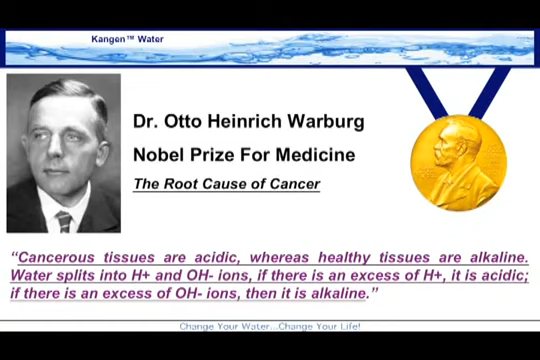 Kangen™ Water
Dr. Otto Heinrich Warburg
Nobel Prize For Medicine
The Root Cause of Cancer
“Cancerous tissues are acidic, whereas healthy tissues are alkaline.
Water splits into H+ and OH- ions, if there is an excess of H+, it is acidic;
if there is an excess of OH- ions, then it is alkaline.”
Change Your Water...Change Your Life!